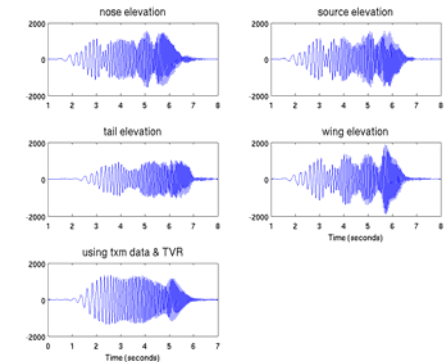 nose elevation
source elevation
2000
0
-2000
1 2 3 4 5 6 7 8
2000
0
-2000
1 2 3 4 5 6 7 8
tail elevation
wing elevation
2000
0
-2000
1 2 3 4 5 6 7 8
2000
0
-2000
1 2 3 4 5 6 7 8
Time (seconds)
using txm data & TVR
2000
0
-2000
0 1 2 3 4 5 6 7 8
Time (seconds)